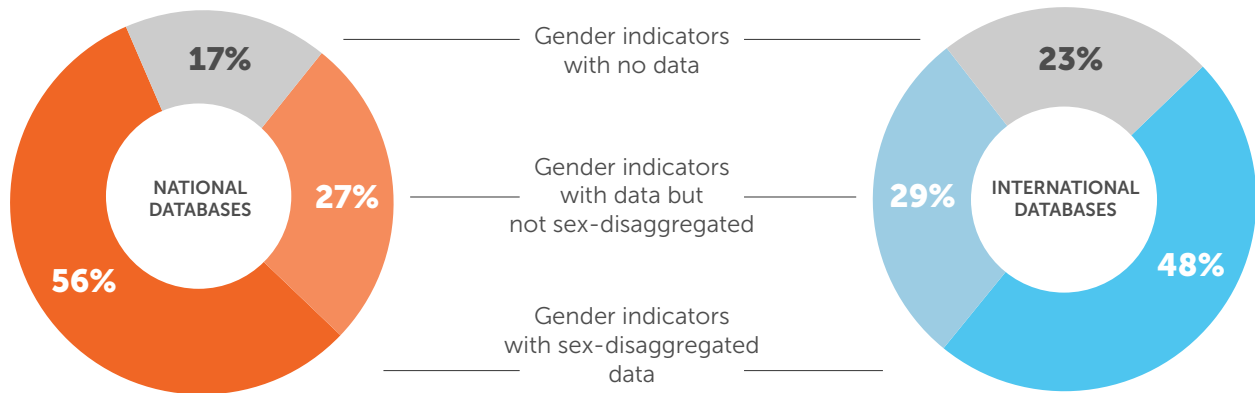 17%
27%
56%
NATIONAL
DATABASES
Gender indicators
with no data
Gender indicators
with data but
not sex-disaggregated
Gender indicators
with sex-disaggregated
data
23%
29%
48%
INTERNATIONAL
DATABASES